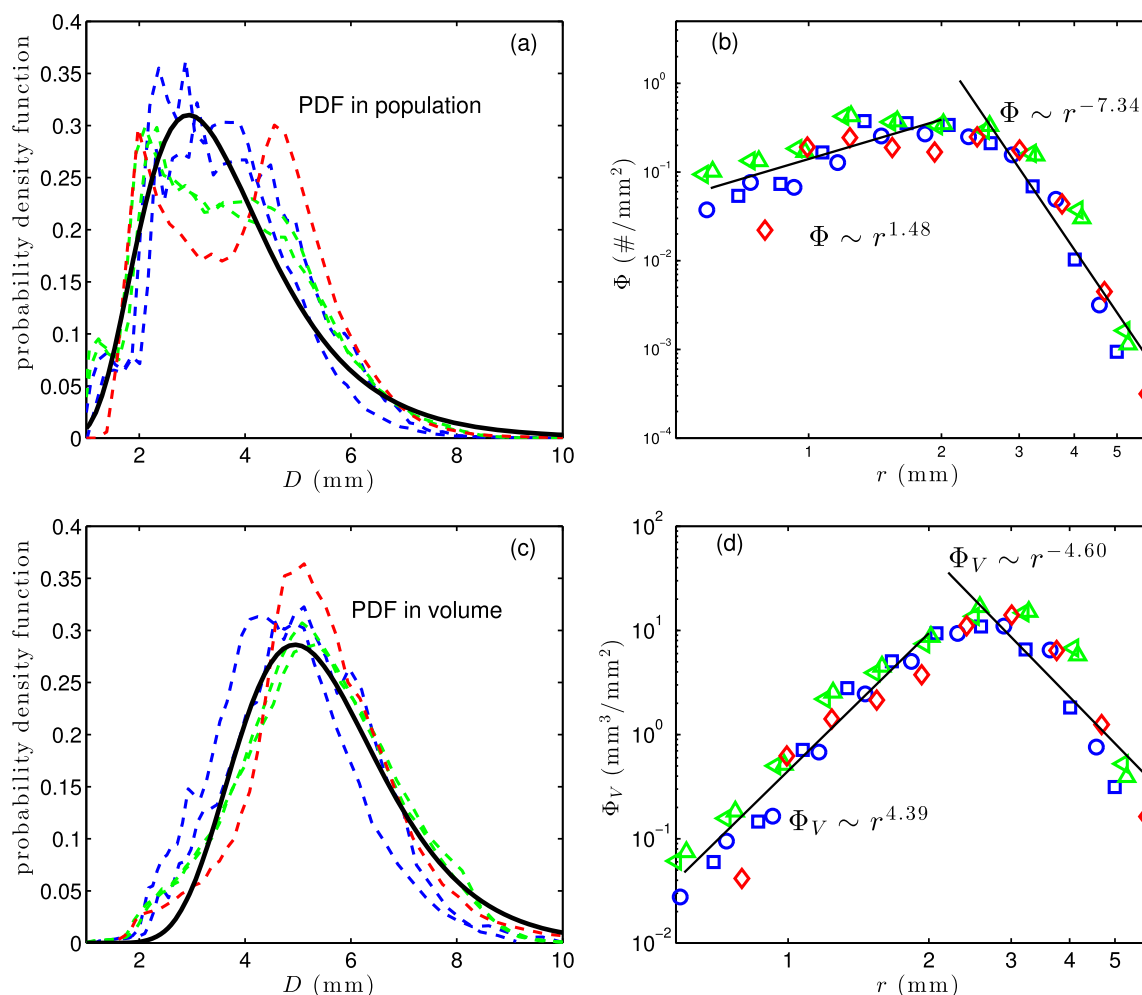 0.4
0.35
0.3
0.25
0.2
0.15
0.1
0.05
0
2
4
6
8
10
probability density function
D (mm)
(a)
PDF in population
10⁰
10⁻¹
10⁻²
10⁻³
10⁻⁴
1
2
3
4
5
Φ (#/mm²)
r (mm)
(b)
Φ ∼ r⁻⁷·³⁴
Φ ∼ r¹·⁴⁸
0.4
0.35
0.3
0.25
0.2
0.15
0.1
0.05
0
2
4
6
8
10
probability density function
D (mm)
(c)
PDF in volume
10²
10¹
10⁰
10⁻¹
10⁻²
1
2
3
4
5
Φ_V (mm³/mm²)
r (mm)
(d)
Φ_V ∼ r⁻⁴·⁶⁰
Φ_V ∼ r⁴·³⁹